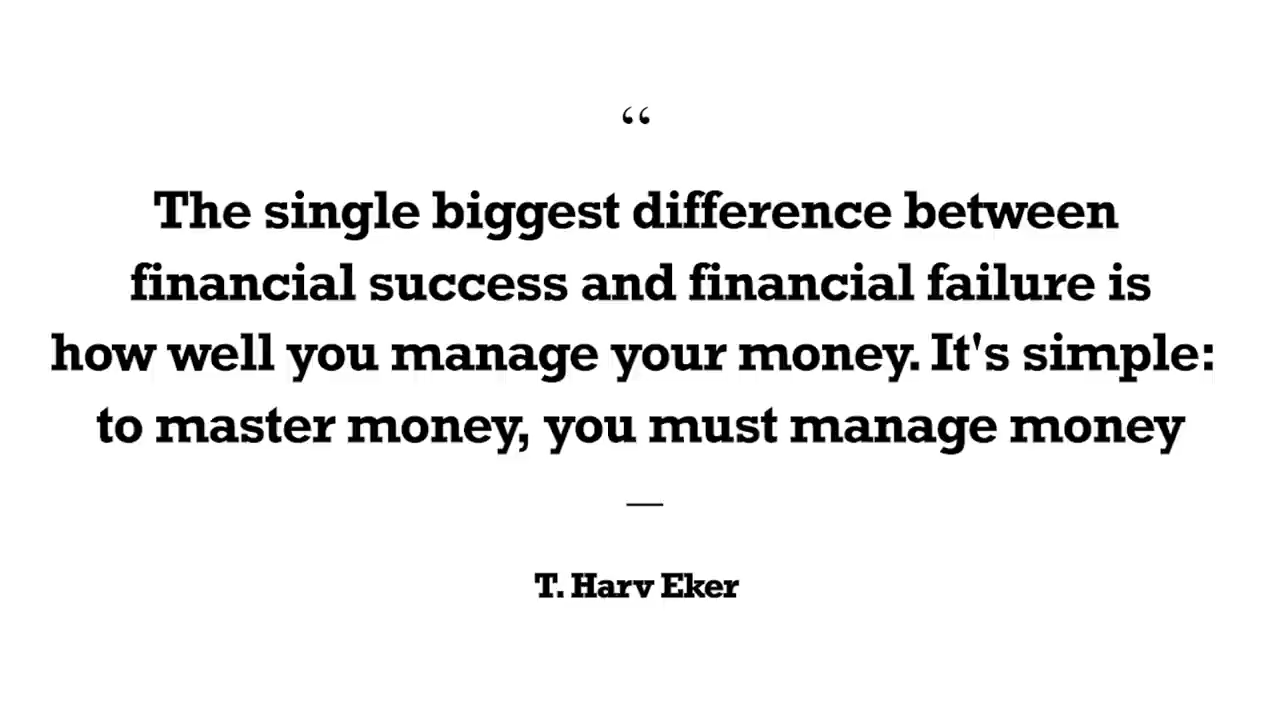 “
The single biggest difference between
financial success and financial failure is
how well you manage your money. It's simple:
to master money, you must manage money
—
T. Harv Eker